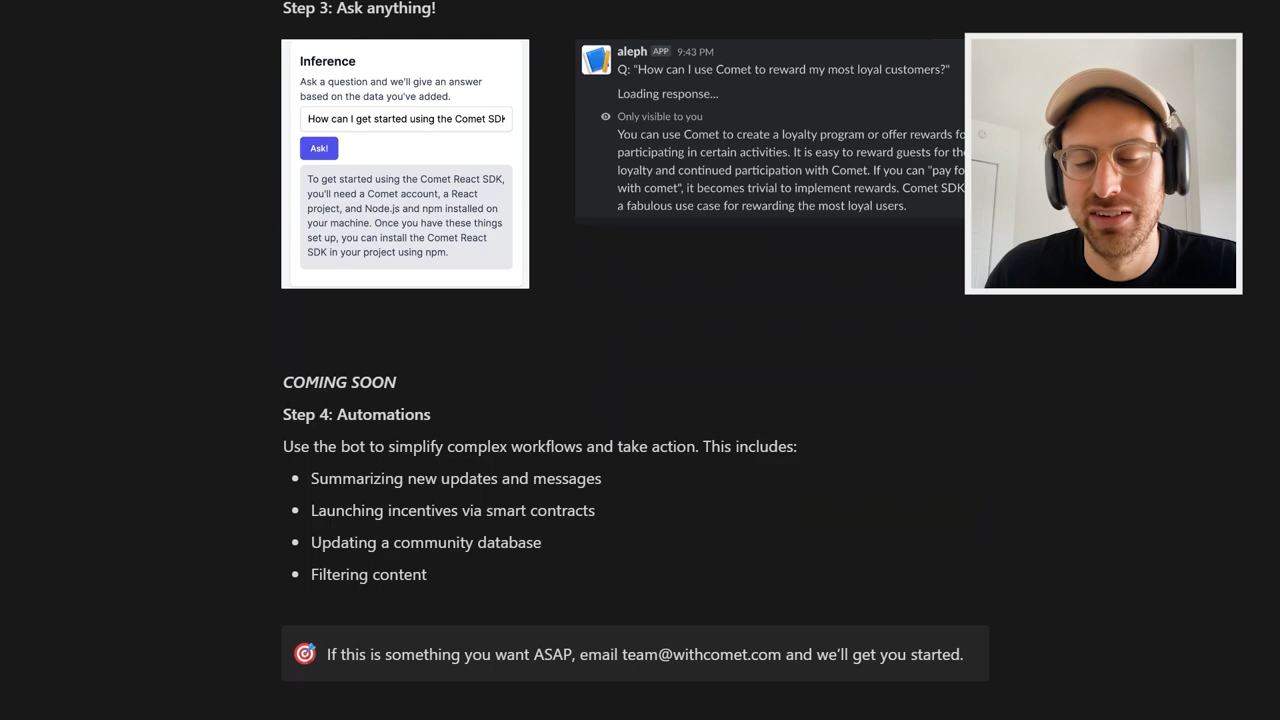 Step 3: Ask anything!
Inference
Ask a question and we'll give an answer
based on the data you've added.
How can I get started using the Comet SDK
Ask!
To get started using the Comet React SDK,
you'll need a Comet account, a React
project, and Node.js and npm installed on
your machine. Once you have these things
set up, you can install the Comet React
SDK in your project using npm.
aleph APP 9:43 PM
Q: "How can I use Comet to reward my most loyal customers?"
Loading response...
Only visible to you
You can use Comet to create a loyalty program or offer rewards fo
participating in certain activities. It is easy to reward guests for the
loyalty and continued participation with Comet. If you can "pay fo
with comet", it becomes trivial to implement rewards. Comet SDK
a fabulous use case for rewarding the most loyal users.
COMING SOON
Step 4: Automations
Use the bot to simplify complex workflows and take action. This includes:
• Summarizing new updates and messages
• Launching incentives via smart contracts
• Updating a community database
• Filtering content
If this is something you want ASAP, email team@withcomet.com and we'll get you started.